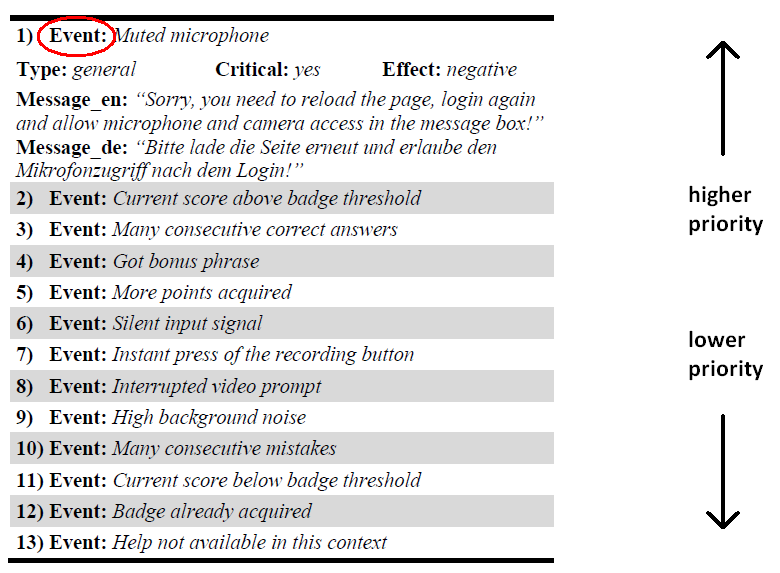 1) Event: Muted microphone
Type: general Critical: yes Effect: negative
Message_en: “Sorry, you need to reload the page, login again
and allow microphone and camera access in the message box!”
Message_de: “Bitte lade die Seite erneut und erlaube den
Mikrofonzugriff nach dem Login!”
2) Event: Current score above badge threshold
3) Event: Many consecutive correct answers
4) Event: Got bonus phrase
5) Event: More points acquired
6) Event: Silent input signal
7) Event: Instant press of the recording button
8) Event: Interrupted video prompt
9) Event: High background noise
10) Event: Many consecutive mistakes
11) Event: Current score below badge threshold
12) Event: Badge already acquired
13) Event: Help not available in this context
higher
priority
lower
priority